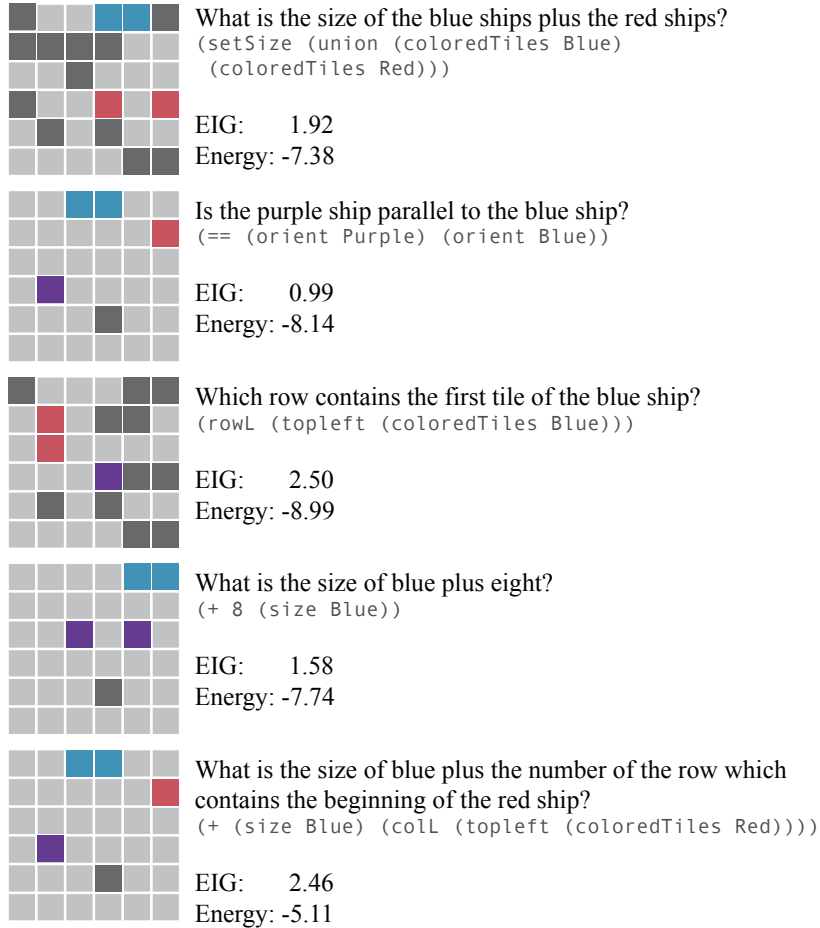 What is the size of the blue ships plus the red ships?
(setSize (union (coloredTiles Blue)
(coloredTiles Red)))
EIG: 1.92
Energy: -7.38
Is the purple ship parallel to the blue ship?
(== (orient Purple) (orient Blue))
EIG: 0.99
Energy: -8.14
Which row contains the first tile of the blue ship?
(rowL (topleft (coloredTiles Blue)))
EIG: 2.50
Energy: -8.99
What is the size of blue plus eight?
(+ 8 (size Blue))
EIG: 1.58
Energy: -7.74
What is the size of blue plus the number of the row which
contains the beginning of the red ship?
(+ (size Blue) (colL (topleft (coloredTiles Red))))
EIG: 2.46
Energy: -5.11